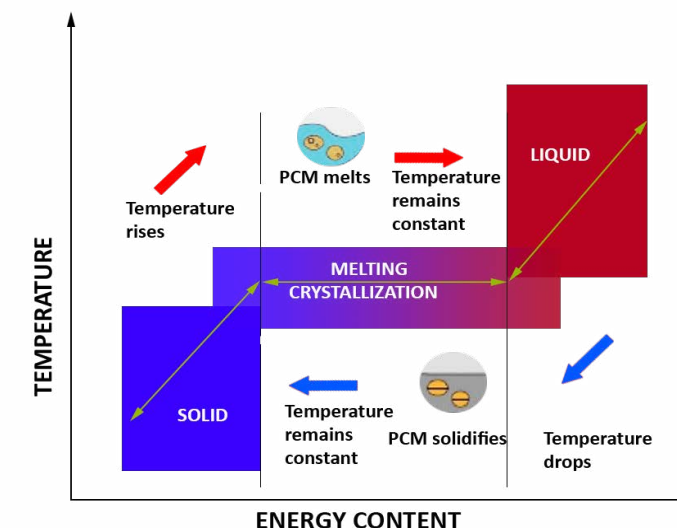 TEMPERATURE
Temperature
rises
PCM melts
Temperature
remains
constant
LIQUID
MELTING
CRYSTALLIZATION
SOLID
Temperature
remains
constant
PCM solidifies
Temperature
drops
ENERGY CONTENT